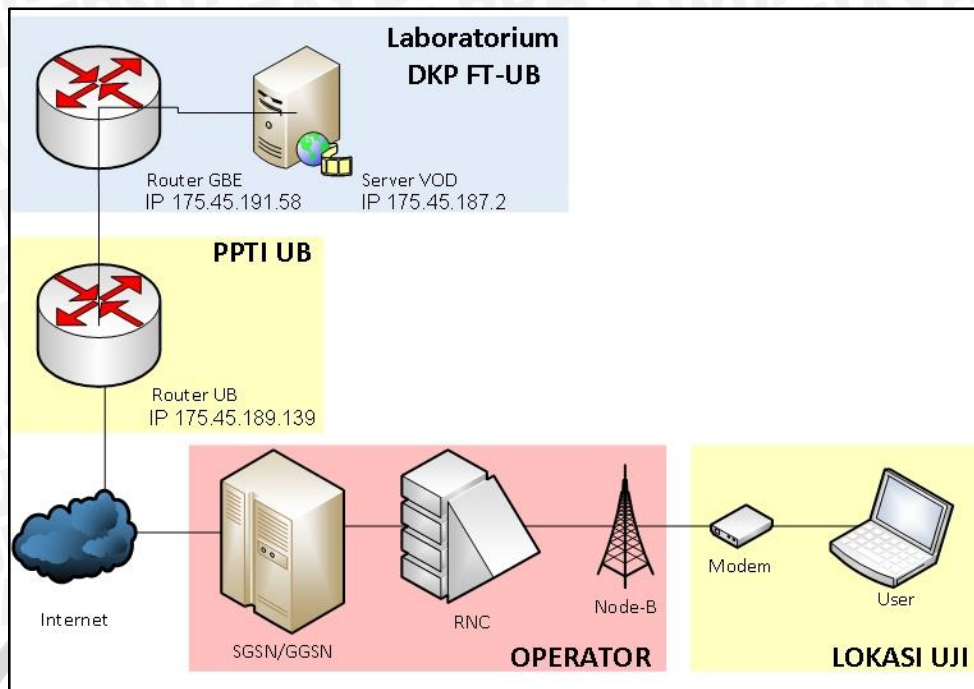 Laboratorium
DKP FT-UB
Router GBE
IP 175.45.191.58
Server VOD
IP 175.45.187.2
PPTI UB
Router UB
IP 175.45.189.139
Internet
SGSN/GGSN
RNC
Node-B
OPERATOR
Modem
User
LOKASI UJI